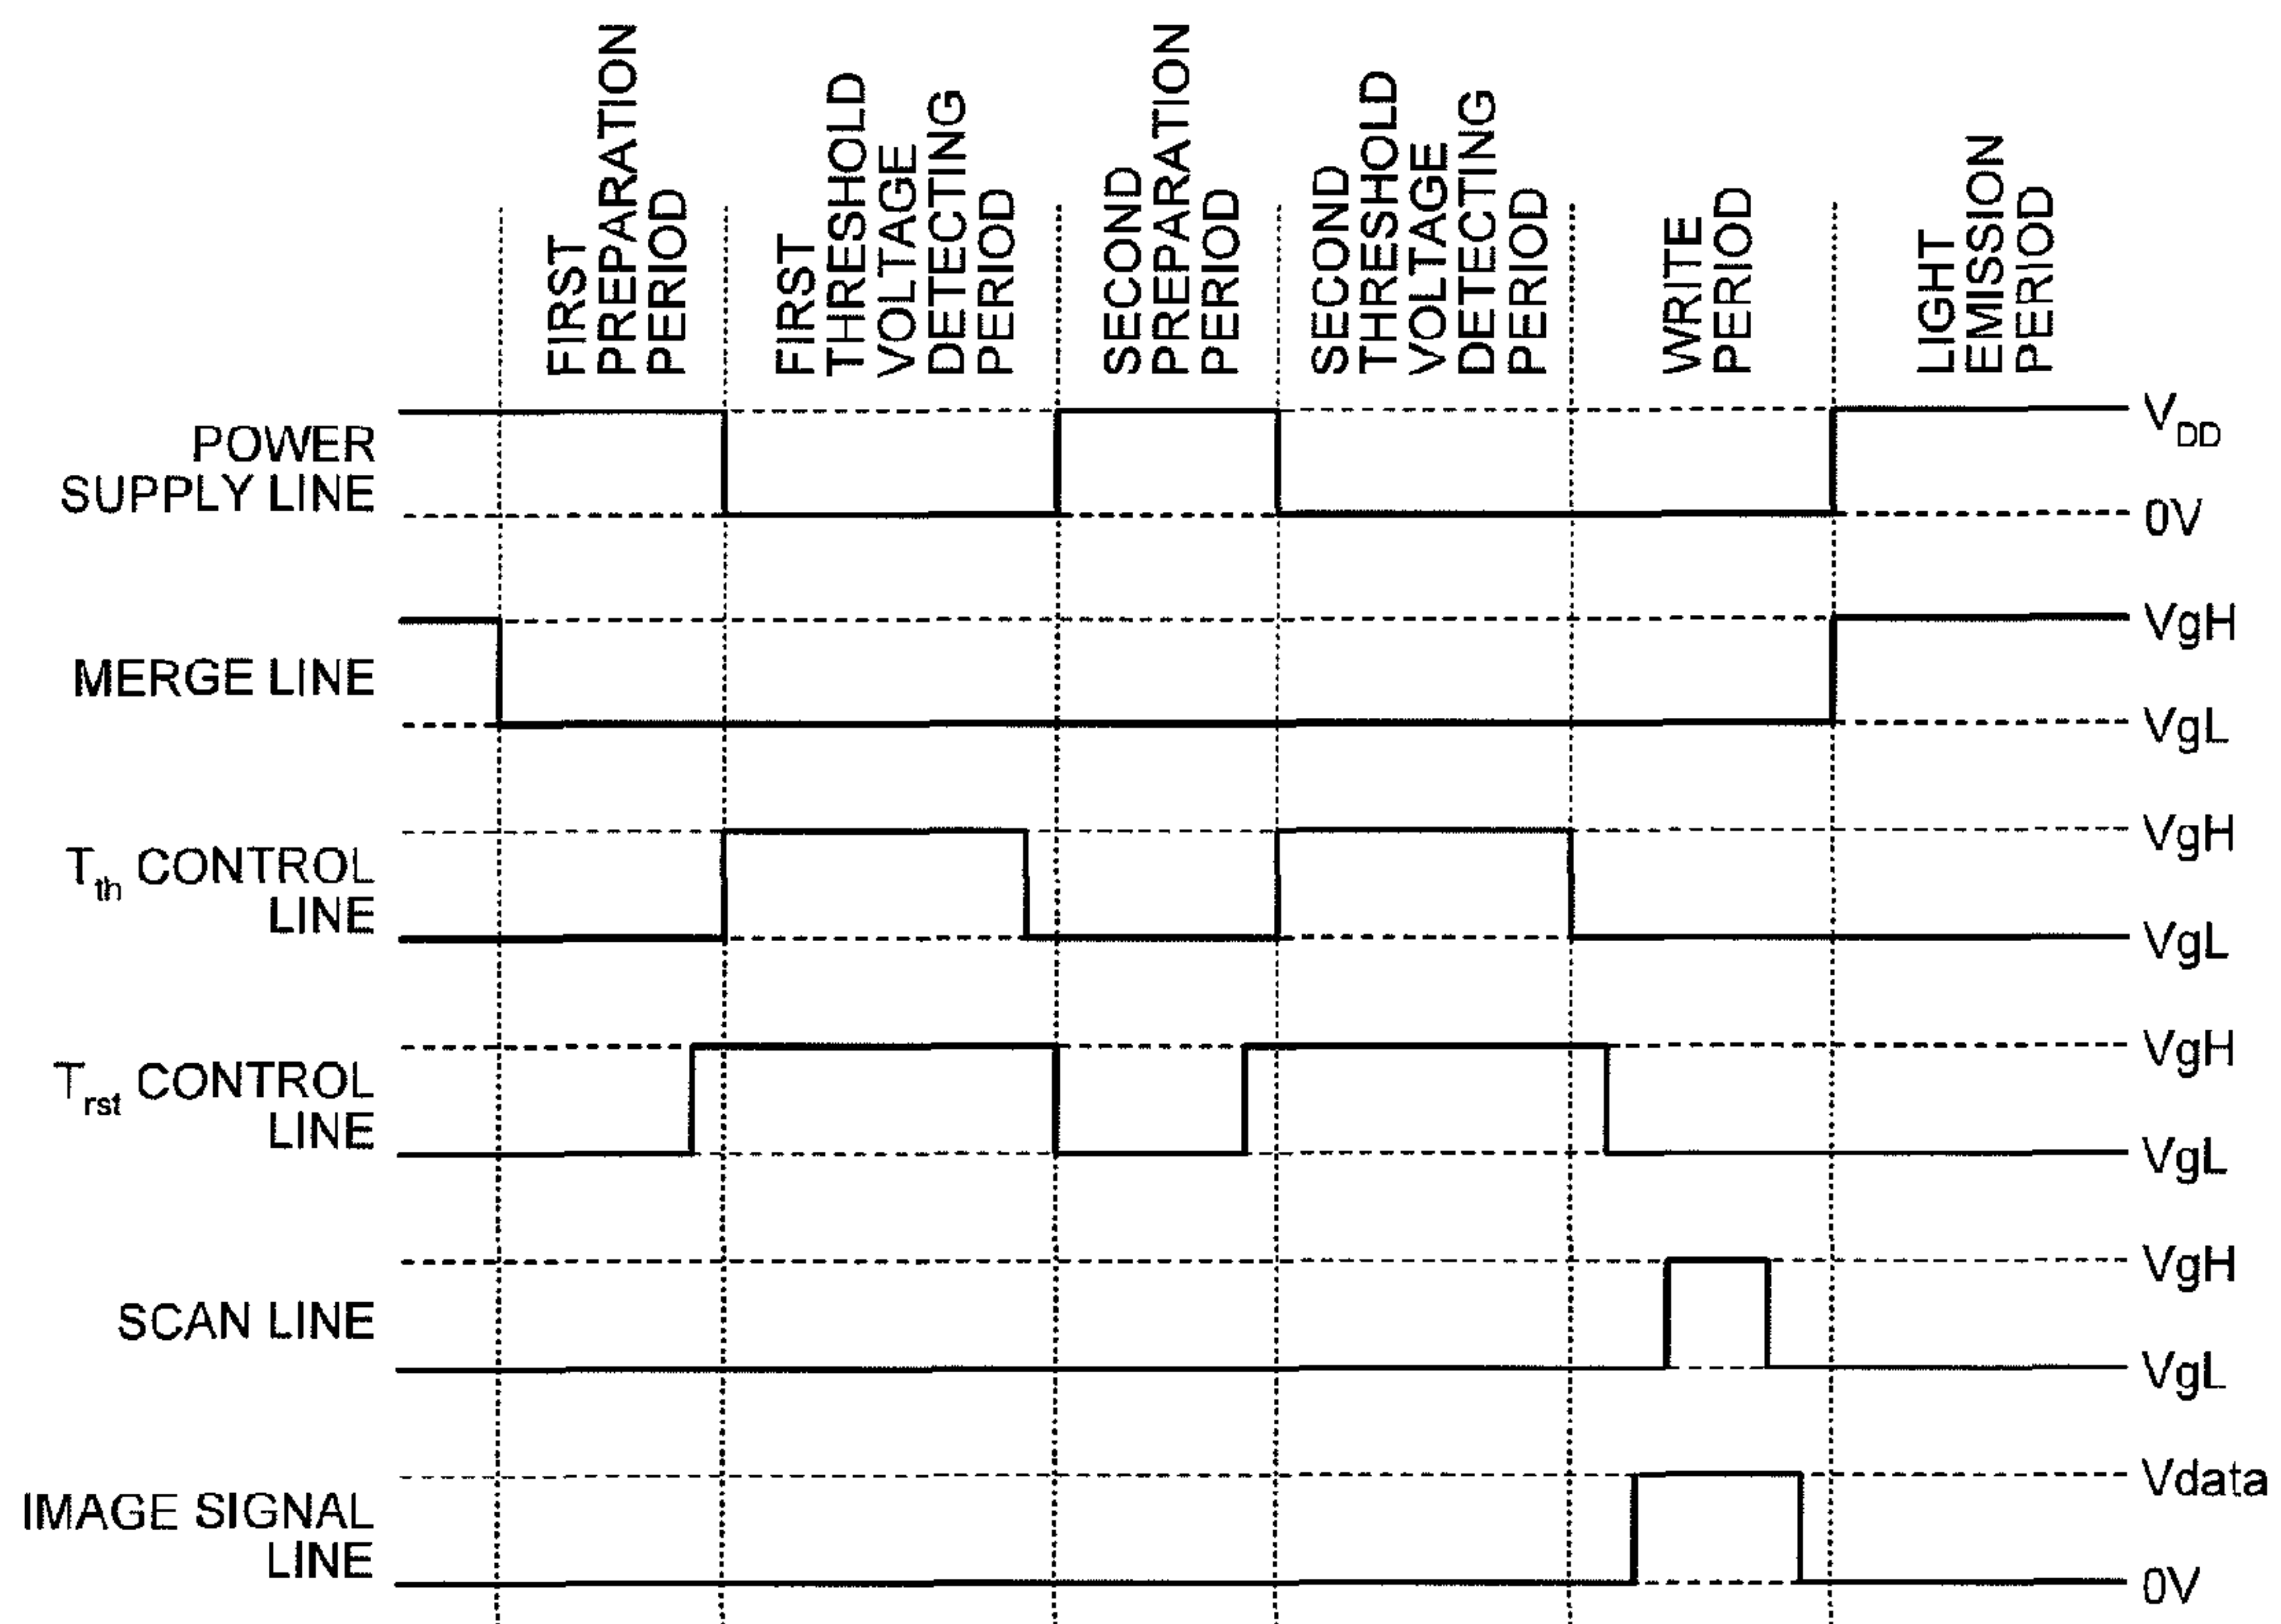 FIRST
PREPARATION
PERIOD
FIRST
THRESHOLD
VOLTAGE
DETECTING
PERIOD
SECOND
PREPARATION
PERIOD
SECOND
THRESHOLD
VOLTAGE
DETECTING
PERIOD
WRITE
PERIOD
LIGHT
EMISSION
PERIOD
POWER
SUPPLY LINE
VDD
0V
MERGE LINE
VgH
VgL
Tth CONTROL
LINE
VgH
VgL
Trst CONTROL
LINE
VgH
VgL
SCAN LINE
VgH
VgL
IMAGE SIGNAL
LINE
Vdata
0V